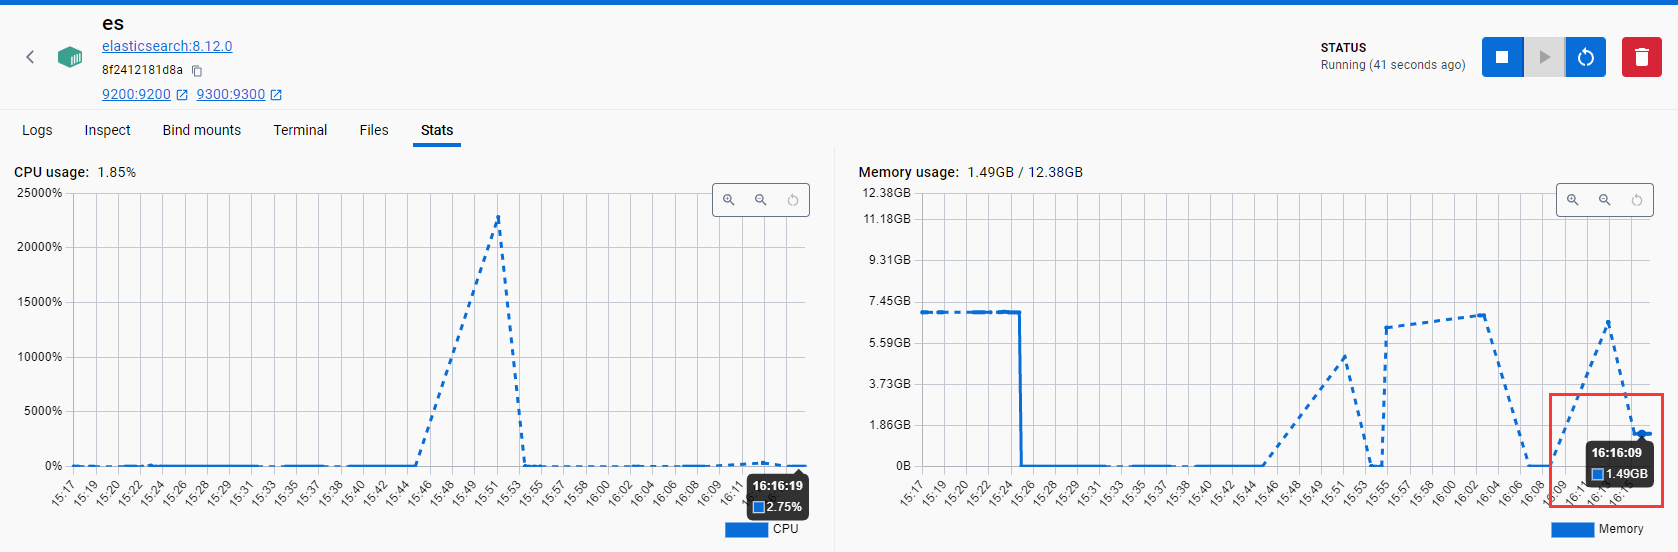 es
elasticsearch:8.12.0
8f2412181d8a
9200:9200 9300:9300
STATUS
Running (41 seconds ago)
Logs Inspect Bind mounts Terminal Files Stats
CPU usage: 1.85%
25000%
20000%
15000%
10000%
5000%
0%
15:17 15:19 15:20 15:22 15:24 15:26 15:28 15:29 15:31 15:33 15:35 15:37 15:38 15:40 15:42 15:44 15:46 15:48 15:49 15:51 15:53 15:55 15:57 15:58 16:00 16:02 16:04 16:06 16:08 16:09 16:11
16:16:19
2.75%
CPU
Memory usage: 1.49GB / 12.38GB
12.38GB
11.18GB
9.31GB
7.45GB
5.59GB
3.73GB
1.86GB
0B
15:17 15:19 15:20 15:22 15:24 15:26 15:28 15:29 15:31 15:33 15:35 15:37 15:38 15:40 15:42 15:44 15:46 15:48 15:49 15:51 15:53 15:55 15:57 16:00 16:02 16:04 16:06 16:08 16:09 16:11 16:13 16:15
16:16:09
1.49GB
Memory